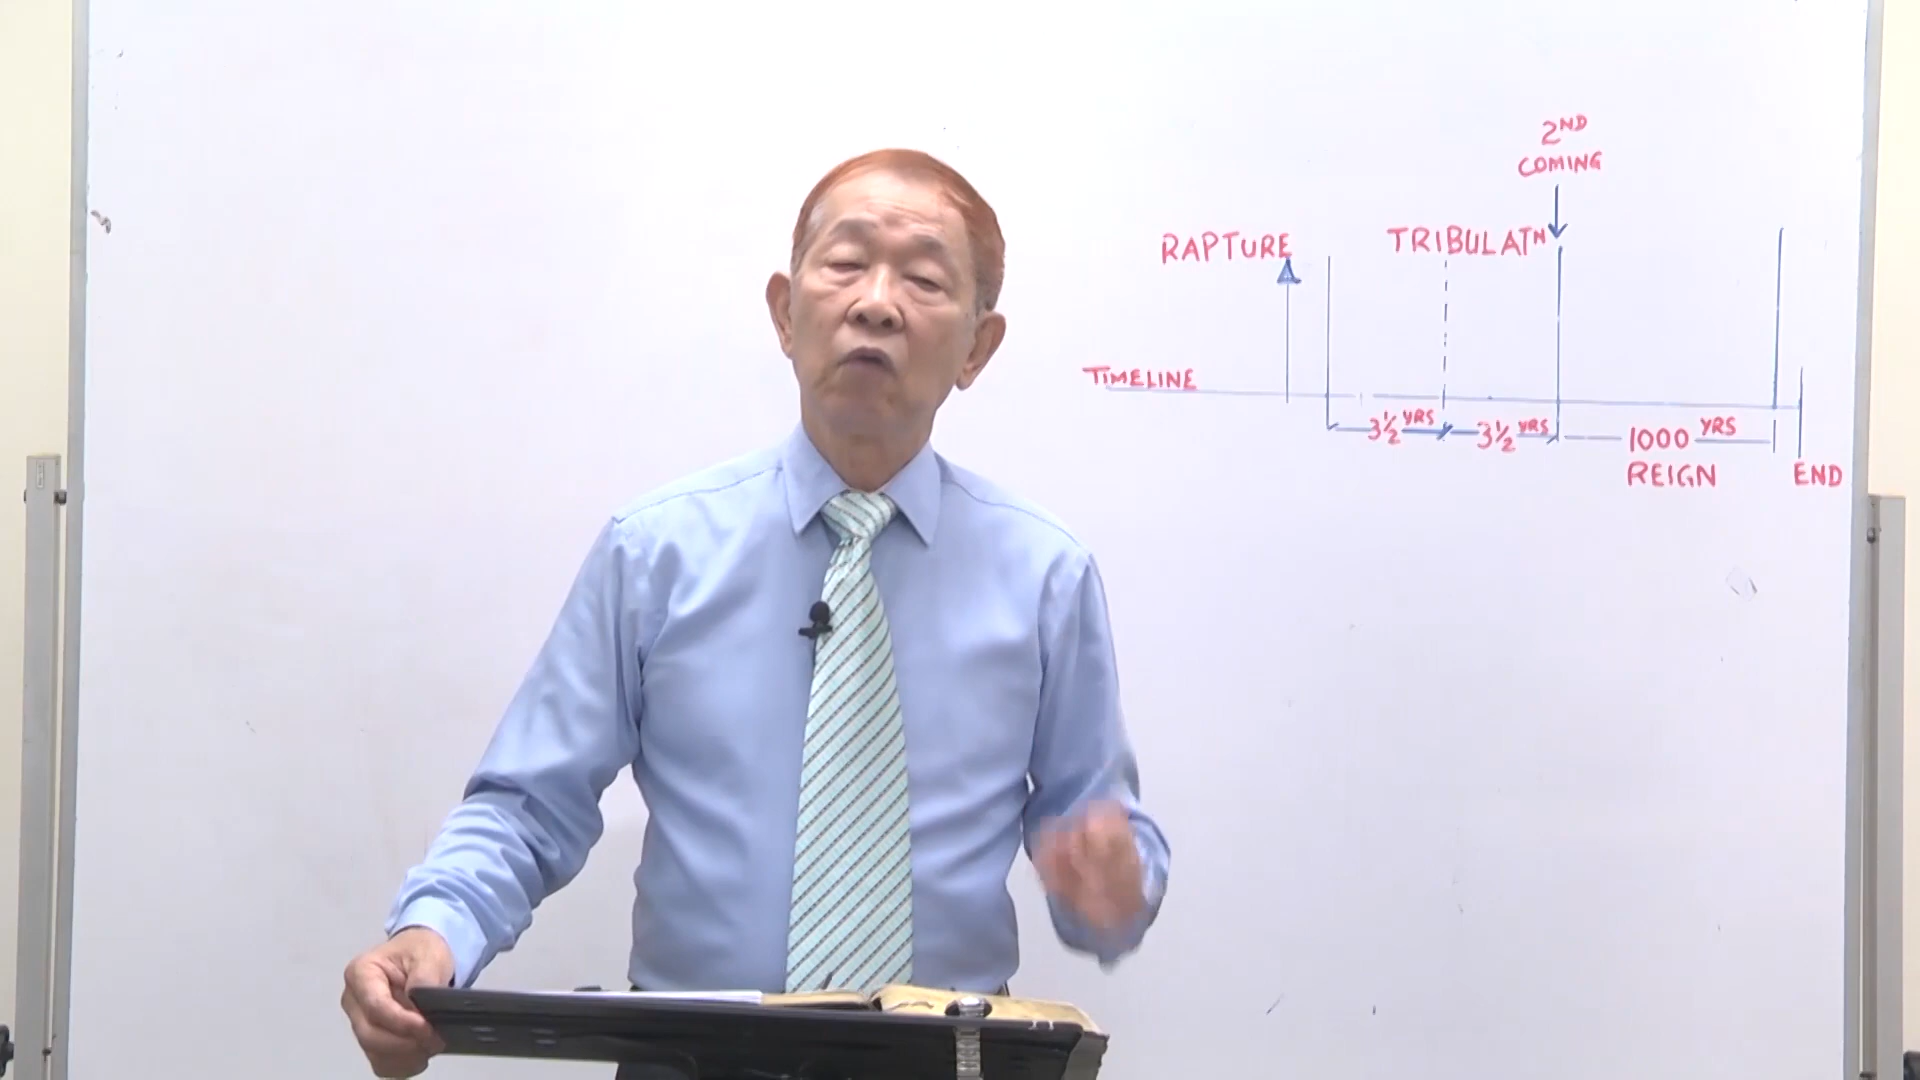 2ND
COMING
RAPTURE
TRIBULATN
TIMELINE
3½ YRS
3½ YRS
1000 YRS
REIGN
END